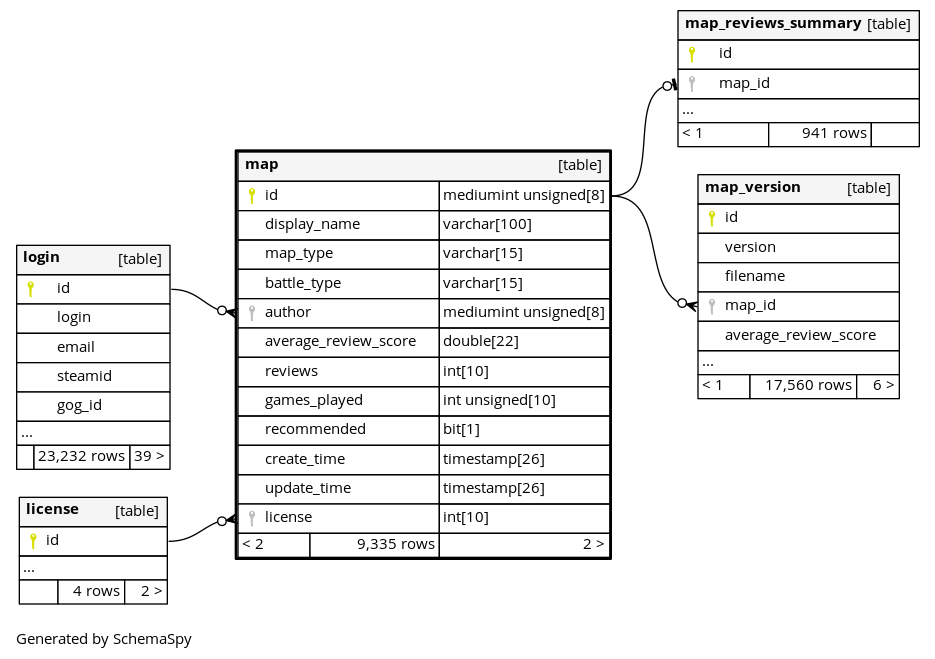 map_reviews_summary [table]
id
map_id
...
< 1 941 rows
map [table]
id mediumint unsigned[8]
display_name varchar[100]
map_type varchar[15]
battle_type varchar[15]
author mediumint unsigned[8]
average_review_score double[22]
reviews int[10]
games_played int unsigned[10]
recommended bit[1]
create_time timestamp[26]
update_time timestamp[26]
license int[10]
< 2 9,335 rows 2 >
map_version [table]
id
version
filename
map_id
average_review_score
...
< 1 17,560 rows 6 >
login [table]
id
login
email
steamid
gog_id
...
23,232 rows 39 >
license [table]
id
...
4 rows 2 >
Generated by SchemaSpy